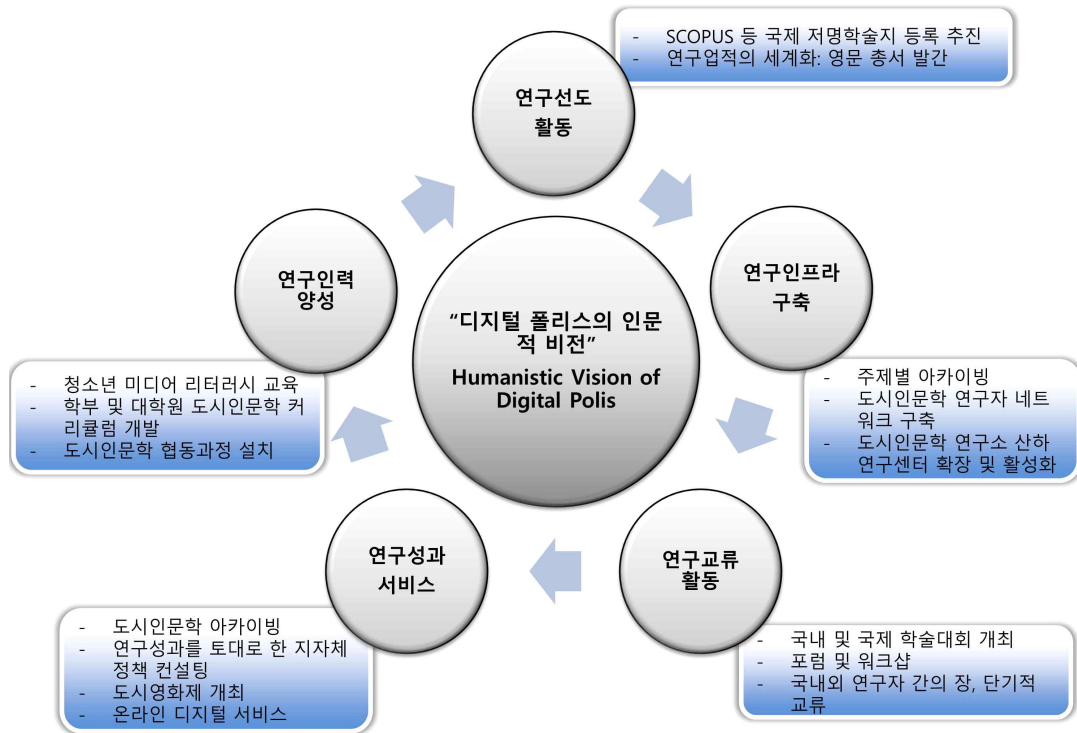 - SCOPUS 등 국제 저명학술지 등록 추진
- 연구업적의 세계화: 영문 총서 발간
연구선도
활동
연구인력
양성
연구인프라
구축
“디지털 폴리스의 인문
적 비전”
Humanistic Vision of
Digital Polis
- 청소년 미디어 리터러시 교육
- 학부 및 대학원 도시인문학 커
리큘럼 개발
- 도시인문학 협동과정 설치
- 주제별 아카이빙
- 도시인문학 연구자 네트
워크 구축
- 도시인문학 연구소 산하
연구센터 확장 및 활성화
연구성과
서비스
연구교류
활동
- 도시인문학 아카이빙
- 연구성과를 토대로 한 지자체
정책 컨설팅
- 도시영화제 개최
- 온라인 디지털 서비스
- 국내 및 국제 학술대회 개최
- 포럼 및 워크샵
- 국내외 연구자 간의 장, 단기적
교류